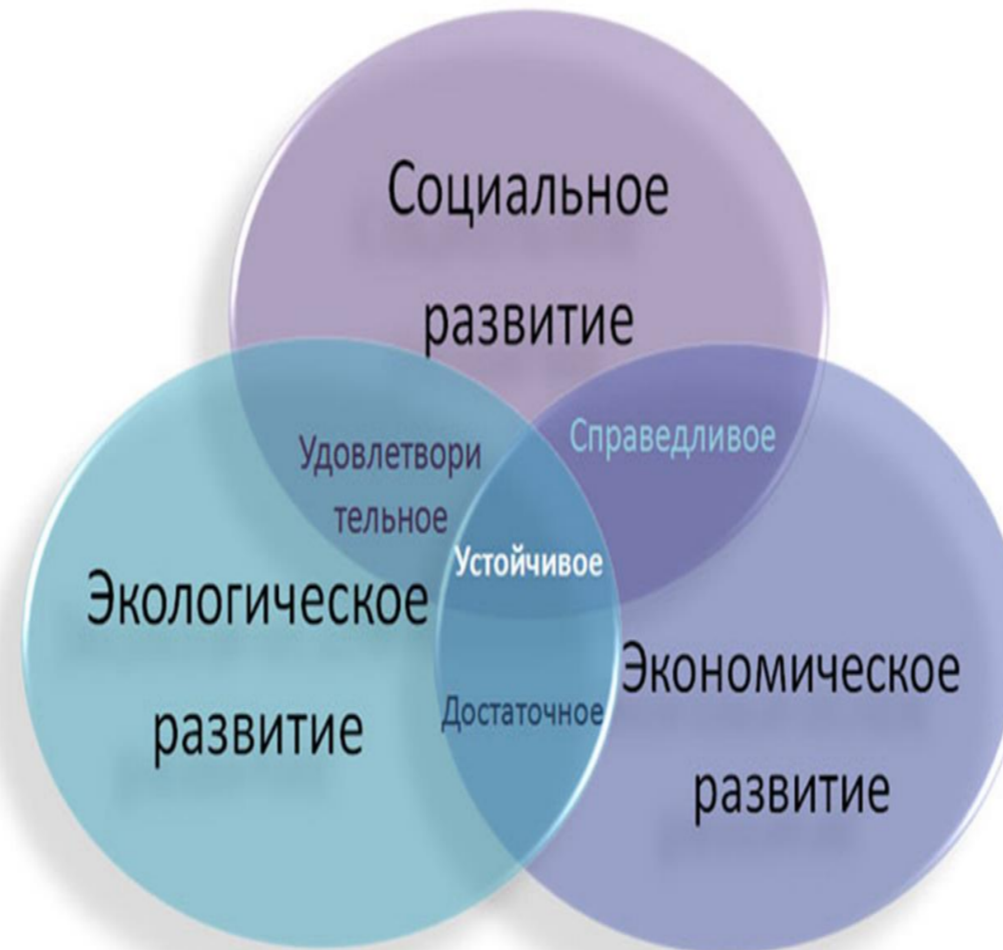 Социальное
развитие
Удовлетвори
тельное
Справедливое
Устойчивое
Экологическое
развитие
Достаточное
Экономическое
развитие